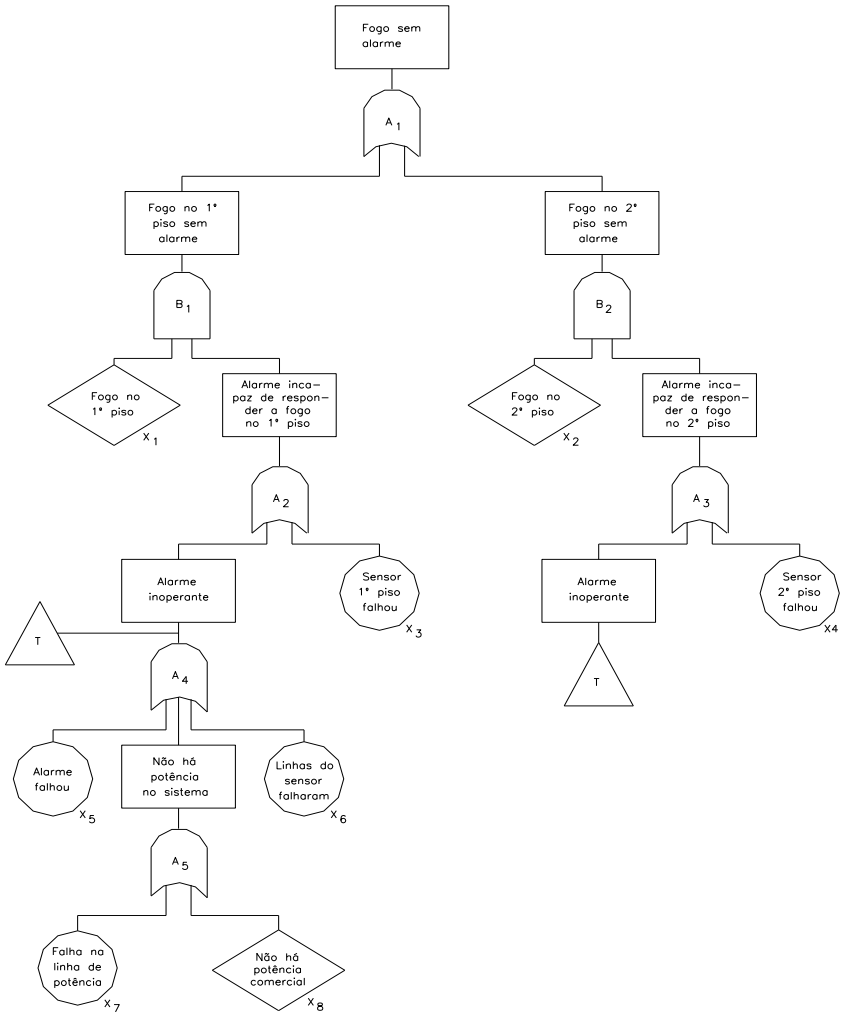 Fogo sem
alarme
A 1
Fogo no 1°
piso sem
alarme
Fogo no 2°
piso sem
alarme
B 1
B 2
Fogo no
1° piso
X 1
Alarme inca-
paz de respon-
der a fogo
no 1° piso
Fogo no
2° piso
X 2
Alarme inca-
paz de respon-
der a fogo
no 2° piso
A 2
A 3
Alarme
inoperante
Sensor
1° piso
falhou
X 3
Alarme
inoperante
Sensor
2° piso
falhou
X4
T
A 4
T
Alarme
falhou
X 5
Não há
potência
no sistema
Linhas do
sensor
falharam
X 6
A 5
Falha na
linha de
potência
X 7
Não há
potência
comercial
X 8